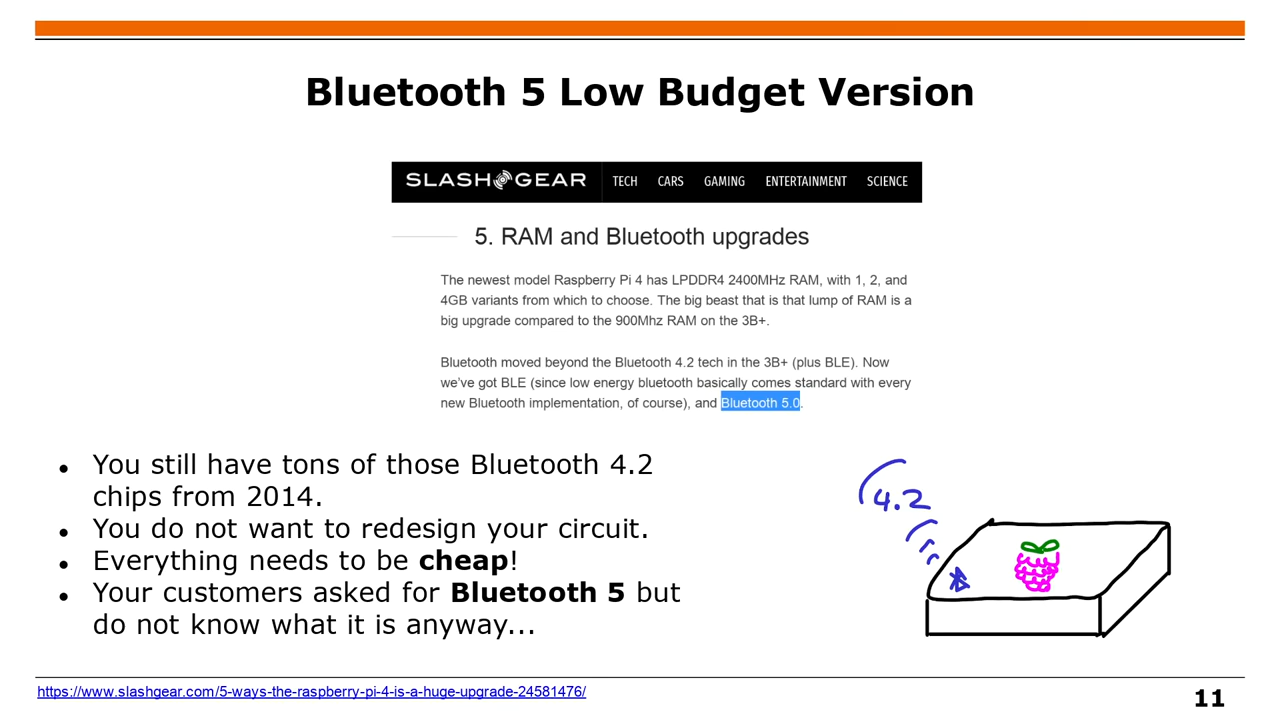 Bluetooth 5 Low Budget Version
SLASHGEAR TECH CARS GAMING ENTERTAINMENT SCIENCE
5. RAM and Bluetooth upgrades
The newest model Raspberry Pi 4 has LPDDR4 2400MHz RAM, with 1, 2, and
4GB variants from which to choose. The big beast that is that lump of RAM is a
big upgrade compared to the 900Mhz RAM on the 3B+.
Bluetooth moved beyond the Bluetooth 4.2 tech in the 3B+ (plus BLE). Now
we've got BLE (since low energy bluetooth basically comes standard with every
new Bluetooth implementation, of course), and Bluetooth 5.0.
● You still have tons of those Bluetooth 4.2
chips from 2014.
● You do not want to redesign your circuit.
● Everything needs to be cheap!
● Your customers asked for Bluetooth 5 but
do not know what it is anyway...
4.2
https://www.slashgear.com/5-ways-the-raspberry-pi-4-is-a-huge-upgrade-24581476/
11